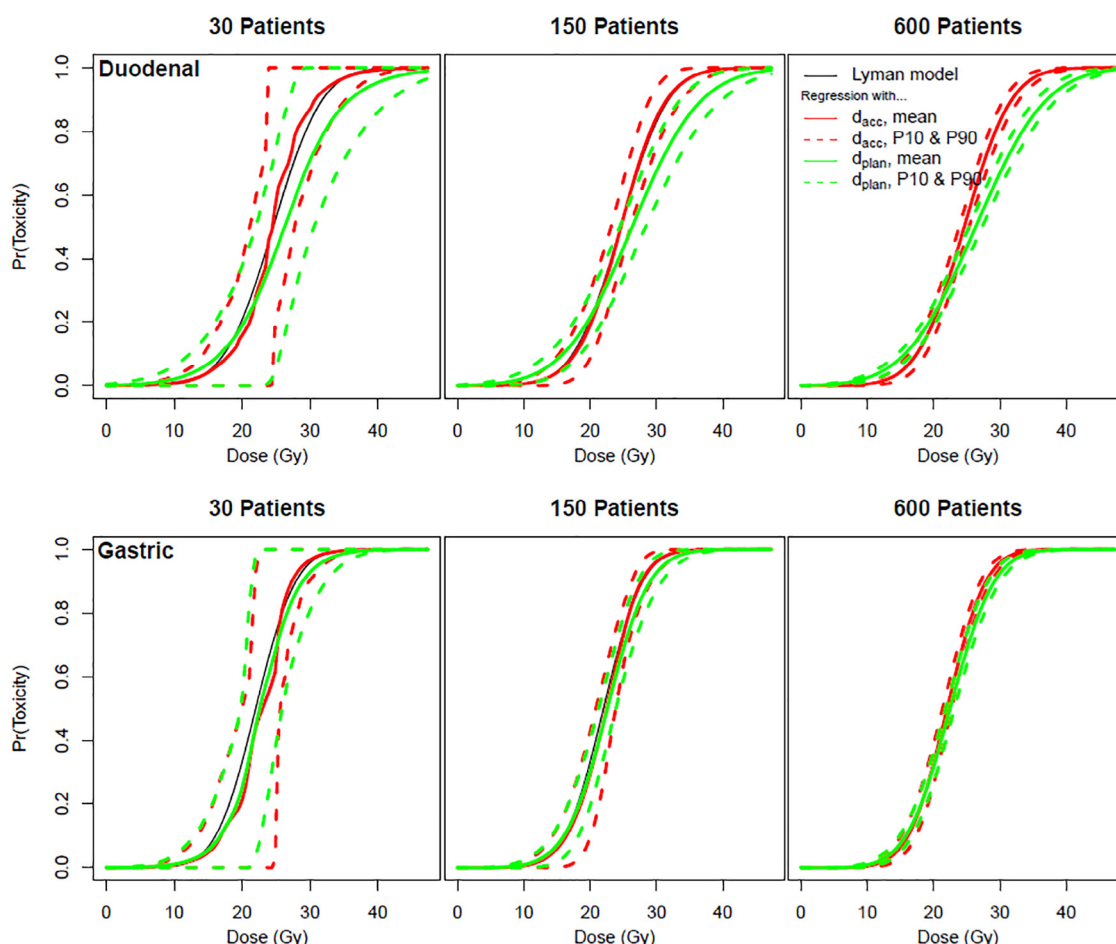 30 Patients 150 Patients 600 Patients
Duodenal
Pr(Toxicity)
0.0 0.2 0.4 0.6 0.8 1.0
Lyman model
Regression with...
dacc, mean
dacc, P10 & P90
dplan, mean
dplan, P10 & P90
0 10 20 30 40 0 10 20 30 40 0 10 20 30 40
Dose (Gy) Dose (Gy) Dose (Gy)
30 Patients 150 Patients 600 Patients
Gastric
Pr(Toxicity)
0.0 0.2 0.4 0.6 0.8 1.0
0 10 20 30 40 0 10 20 30 40 0 10 20 30 40
Dose (Gy) Dose (Gy) Dose (Gy)